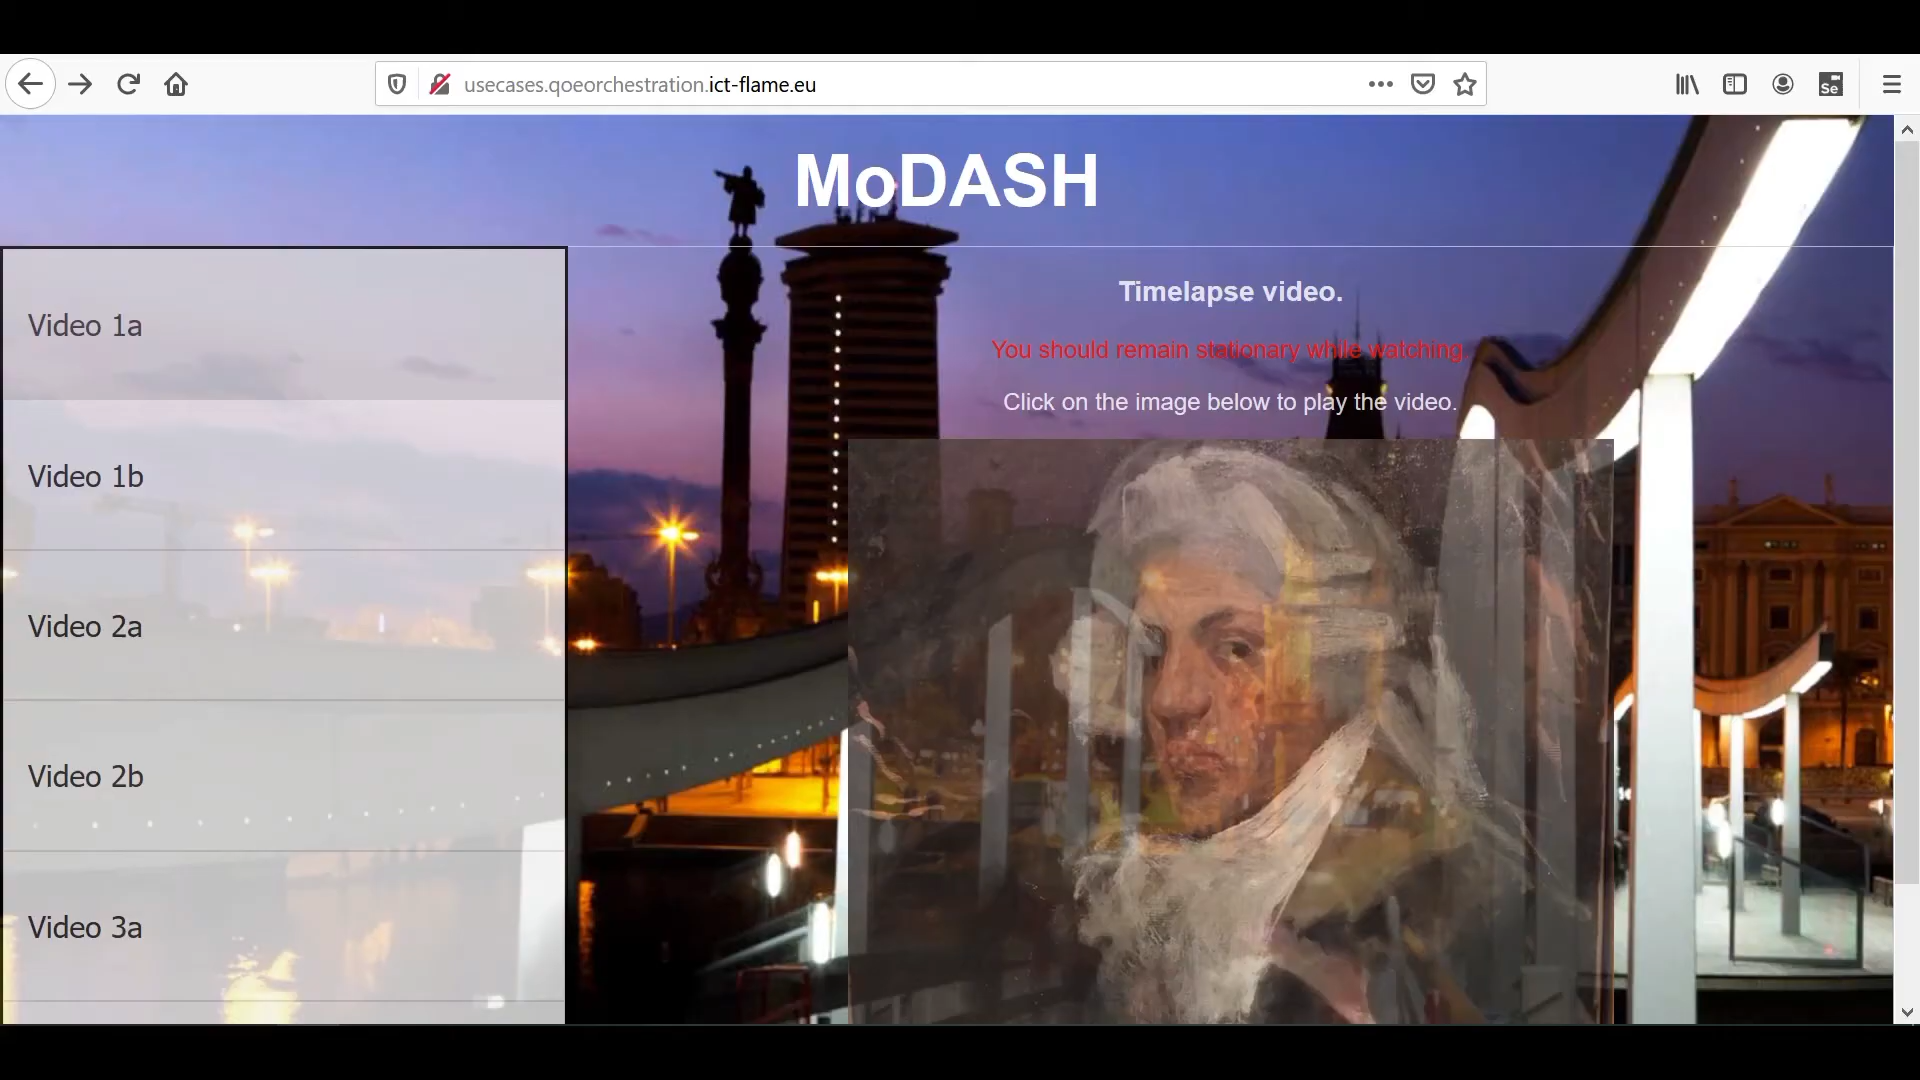 usecases.qoeorchestration.ict-flame.eu
Se
MoDASH
Video 1a
Video 1b
Video 2a
Video 2b
Video 3a
Timelapse video.
You should remain stationary while watching.
Click on the image below to play the video.